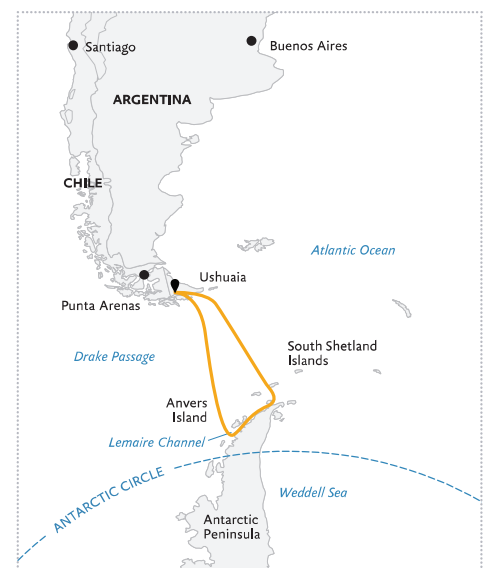 Santiago
Buenos Aires
ARGENTINA
CHILE
Atlantic Ocean
Ushuaia
Punta Arenas
Drake Passage
South Shetland
Islands
Anvers
Island
Lemaire Channel
ANTARCTIC CIRCLE
Weddell Sea
Antarctic
Peninsula